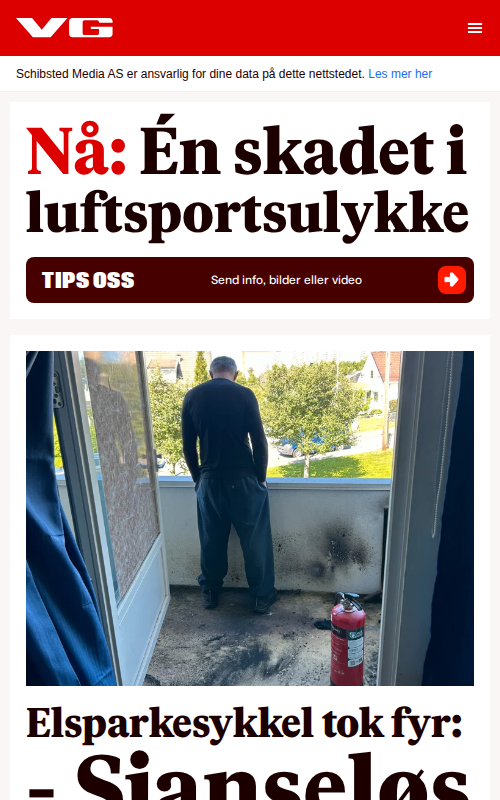 VG
Schibsted Media AS er ansvarlig for dine data på dette nettstedet. Les mer her
Nå: Én skadet i
luftsportsulykke
TIPS OSS
Send info, bilder eller video
Elsparkesykkel tok fyr:
- Sjanseløs